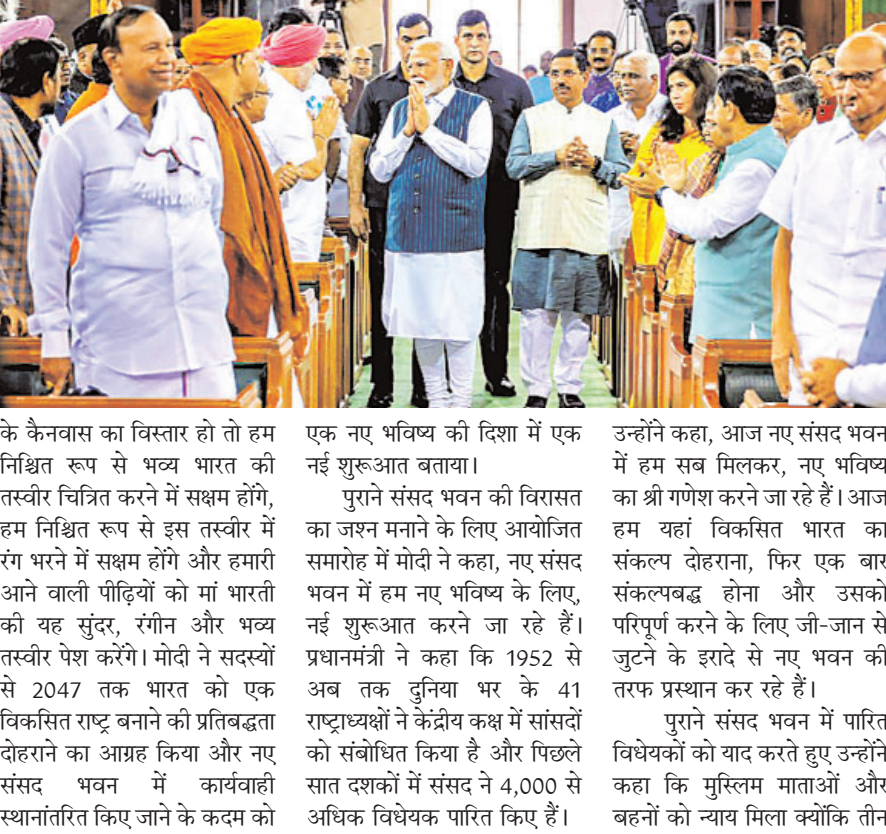 के कैनवास का विस्तार हो तो हम
निश्चित रूप से भव्य भारत की
तस्वीर चित्रित करने में सक्षम होंगे,
हम निश्चित रूप से इस तस्वीर में
रंग भरने में सक्षम होंगे और हमारी
आने वाली पीढ़ियों को मां भारती
की यह सुंदर, रंगीन और भव्य
तस्वीर पेश करेंगे। मोदी ने सदस्यों
से 2047 तक भारत को एक
विकसित राष्ट्र बनाने की प्रतिबद्धता
दोहराने का आग्रह किया और नए
संसद भवन में कार्यवाही
स्थानांतरित किए जाने के कदम को
एक नए भविष्य की दिशा में एक
नई शुरूआत बताया।
पुराने संसद भवन की विरासत
का जश्न मनाने के लिए आयोजित
समारोह में मोदी ने कहा, नए संसद
भवन में हम नए भविष्य के लिए,
नई शुरूआत करने जा रहे हैं।
प्रधानमंत्री ने कहा कि 1952 से
अब तक दुनिया भर के 41
राष्ट्राध्यक्षों ने केंद्रीय कक्ष में सांसदों
को संबोधित किया है और पिछले
सात दशकों में संसद ने 4,000 से
अधिक विधेयक पारित किए हैं।
उन्होंने कहा, आज नए संसद भवन
में हम सब मिलकर, नए भविष्य
का श्री गणेश करने जा रहे हैं। आज
हम यहां विकसित भारत का
संकल्प दोहराना, फिर एक बार
संकल्पबद्ध होना और उसको
परिपूर्ण करने के लिए जी-जान से
जुटने के इरादे से नए भवन की
तरफ प्रस्थान कर रहे हैं।
पुराने संसद भवन में पारित
विधेयकों को याद करते हुए उन्होंने
कहा कि मुस्लिम माताओं और
बहनों को न्याय मिला क्योंकि तीन